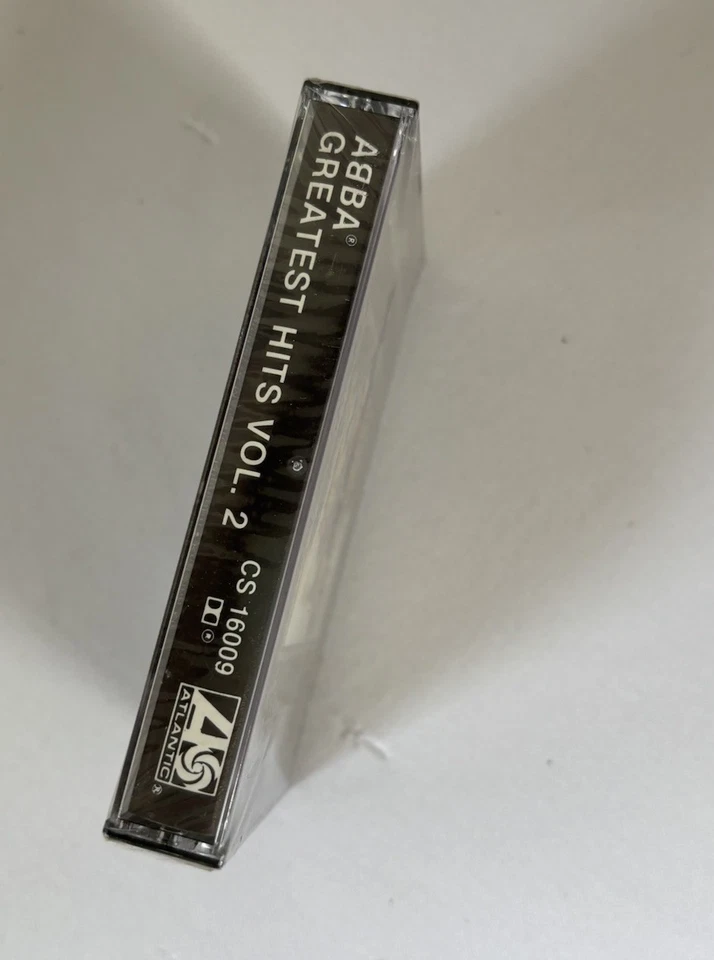 ABBA®
GREATEST HITS VOL. 2
CS 16009
®
ATLANTIC®